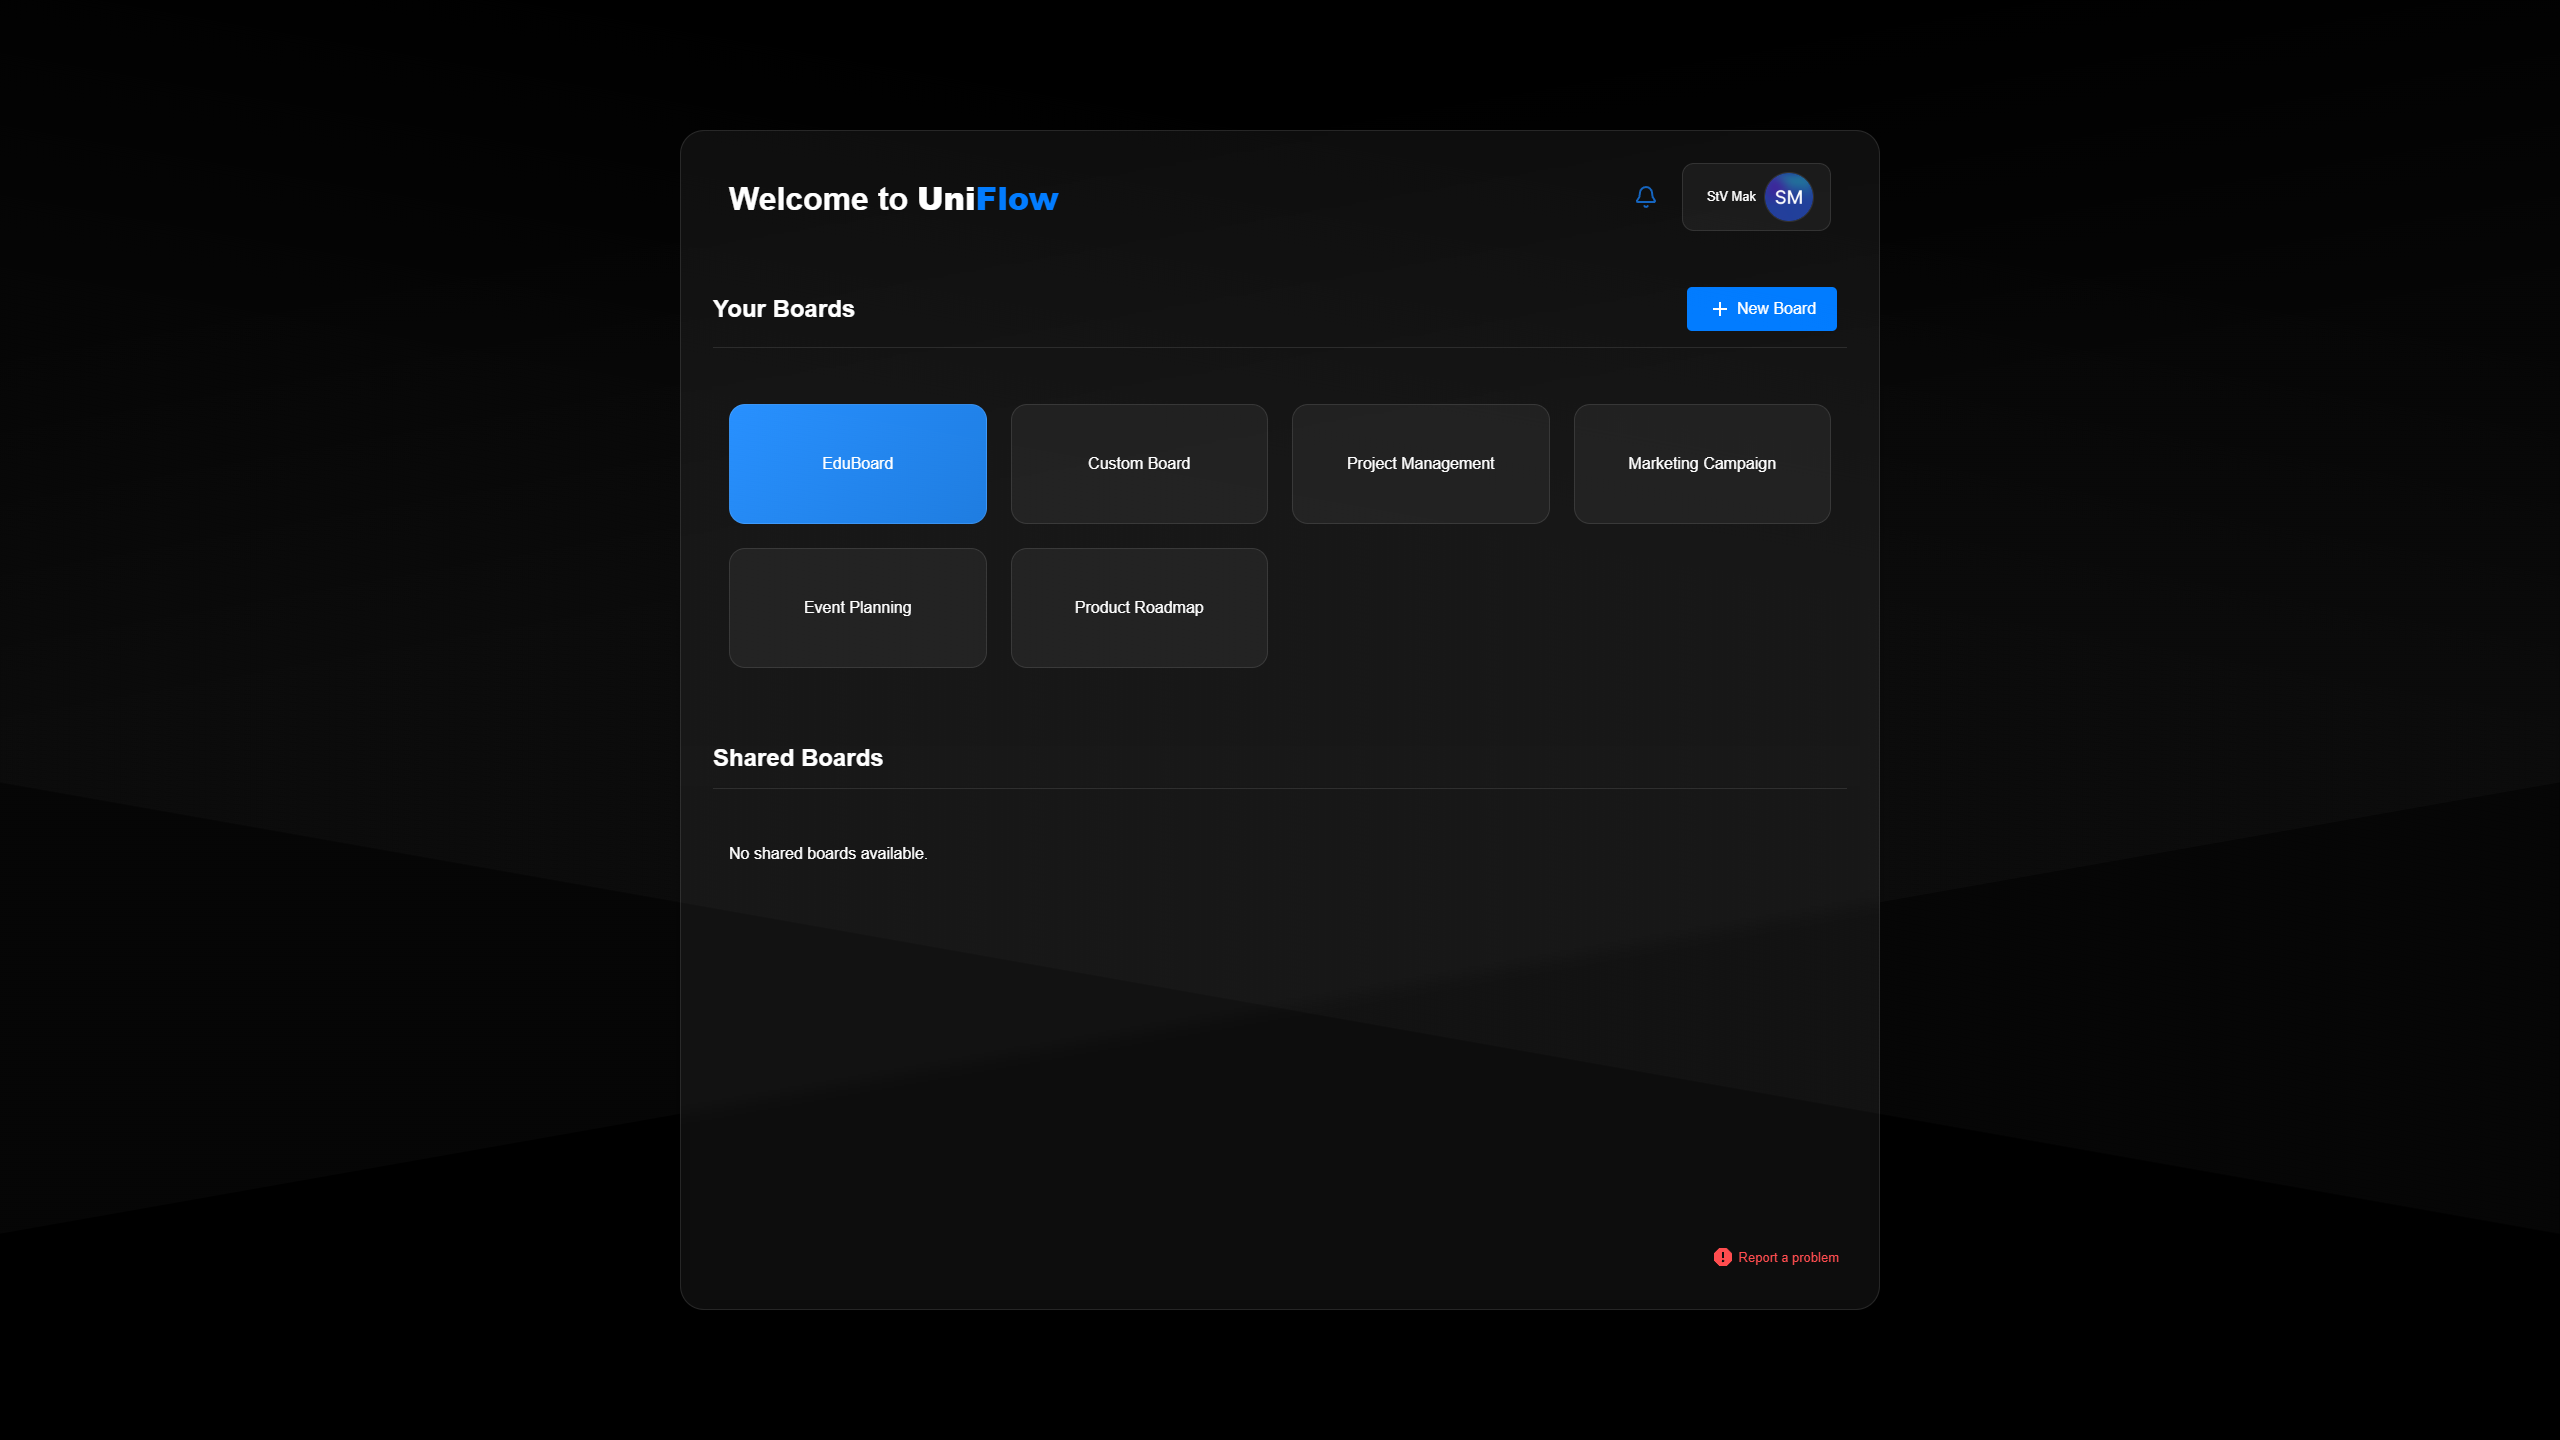 Welcome to UniFlow
StV Mak
SM
Your Boards
New Board
EduBoard
Custom Board
Project Management
Marketing Campaign
Event Planning
Product Roadmap
Shared Boards
No shared boards available.
Report a problem